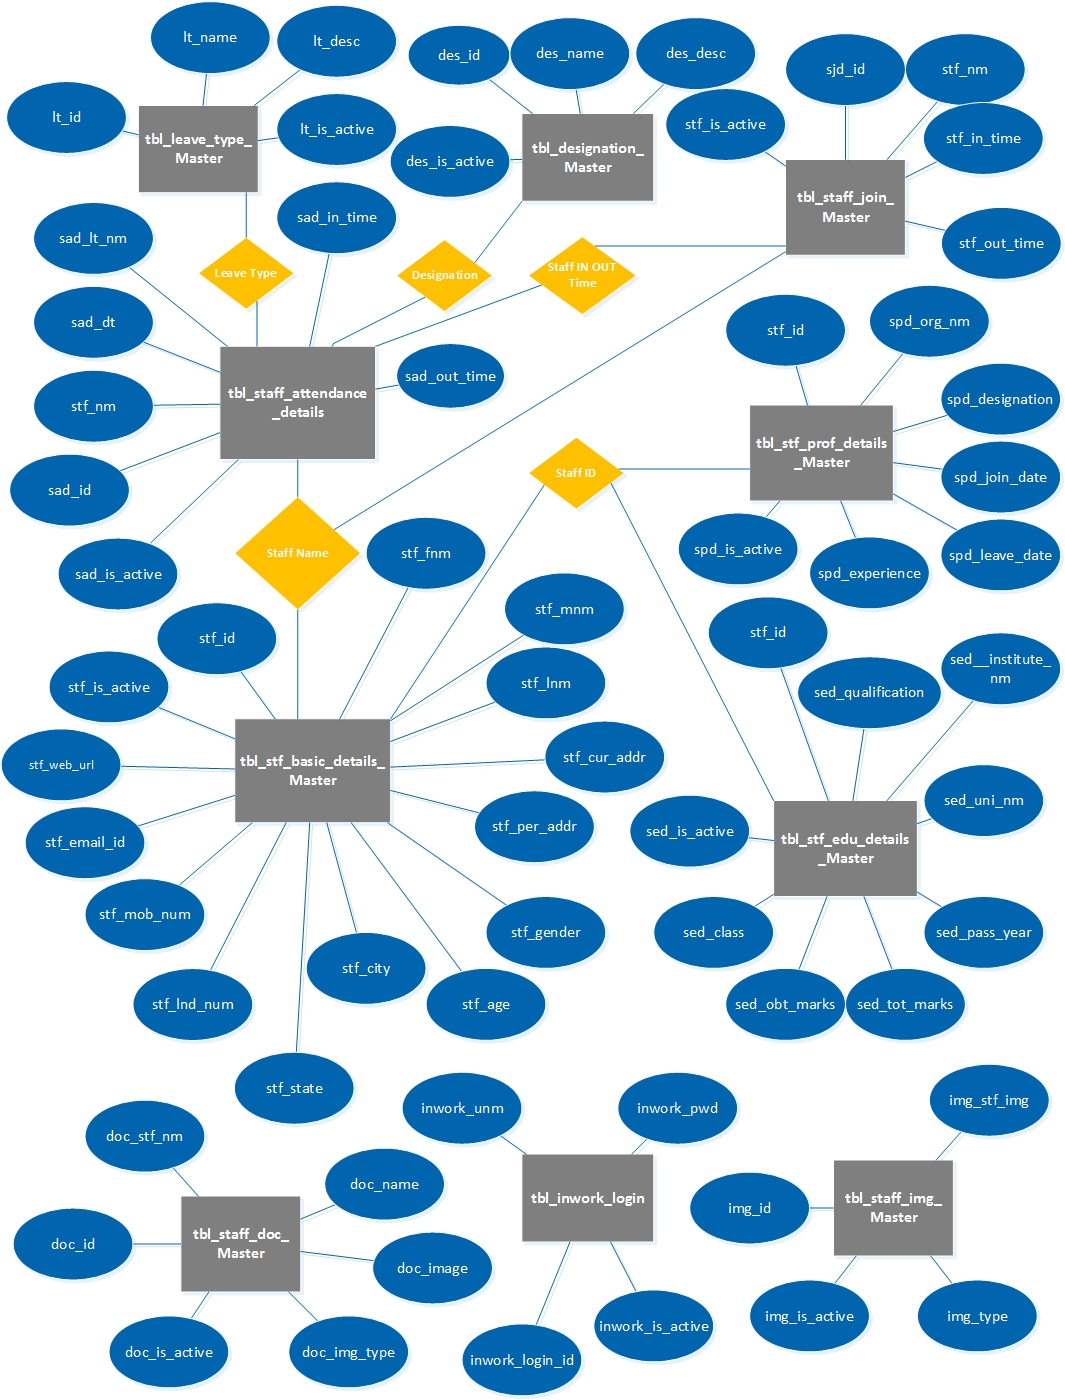 lt_name
lt_desc
lt_id
tbl_leave_type_
Master
lt_is_active
des_id
des_name
des_desc
des_is_active
tbl_designation_
Master
sjd_id
stf_nm
stf_is_active
stf_in_time
tbl_staff_join_
Master
stf_out_time
sad_in_time
sad_lt_nm
Leave Type
Designation
Staff IN OUT
Time
sad_dt
sad_out_time
tbl_staff_attendance
_details
stf_nm
sad_id
sad_is_active
stf_id
spd_org_nm
spd_designation
tbl_stf_prof_details
_Master
spd_join_date
spd_is_active
spd_experience
spd_leave_date
Staff ID
Staff Name
stf_fnm
stf_mnm
stf_id
stf_lnm
stf_is_active
stf_web_url
tbl_stf_basic_details_
Master
stf_cur_addr
stf_email_id
stf_per_addr
stf_mob_num
stf_gender
stf_lnd_num
stf_city
stf_age
stf_state
stf_id
sed__institute_
nm
sed_qualification
sed_uni_nm
sed_is_active
tbl_stf_edu_details
_Master
sed_class
sed_pass_year
sed_obt_marks
sed_tot_marks
doc_stf_nm
doc_name
doc_id
tbl_staff_doc_
Master
doc_image
doc_is_active
doc_img_type
inwork_unm
inwork_pwd
tbl_inwork_login
inwork_is_active
inwork_login_id
img_stf_img
img_id
tbl_staff_img_
Master
img_is_active
img_type